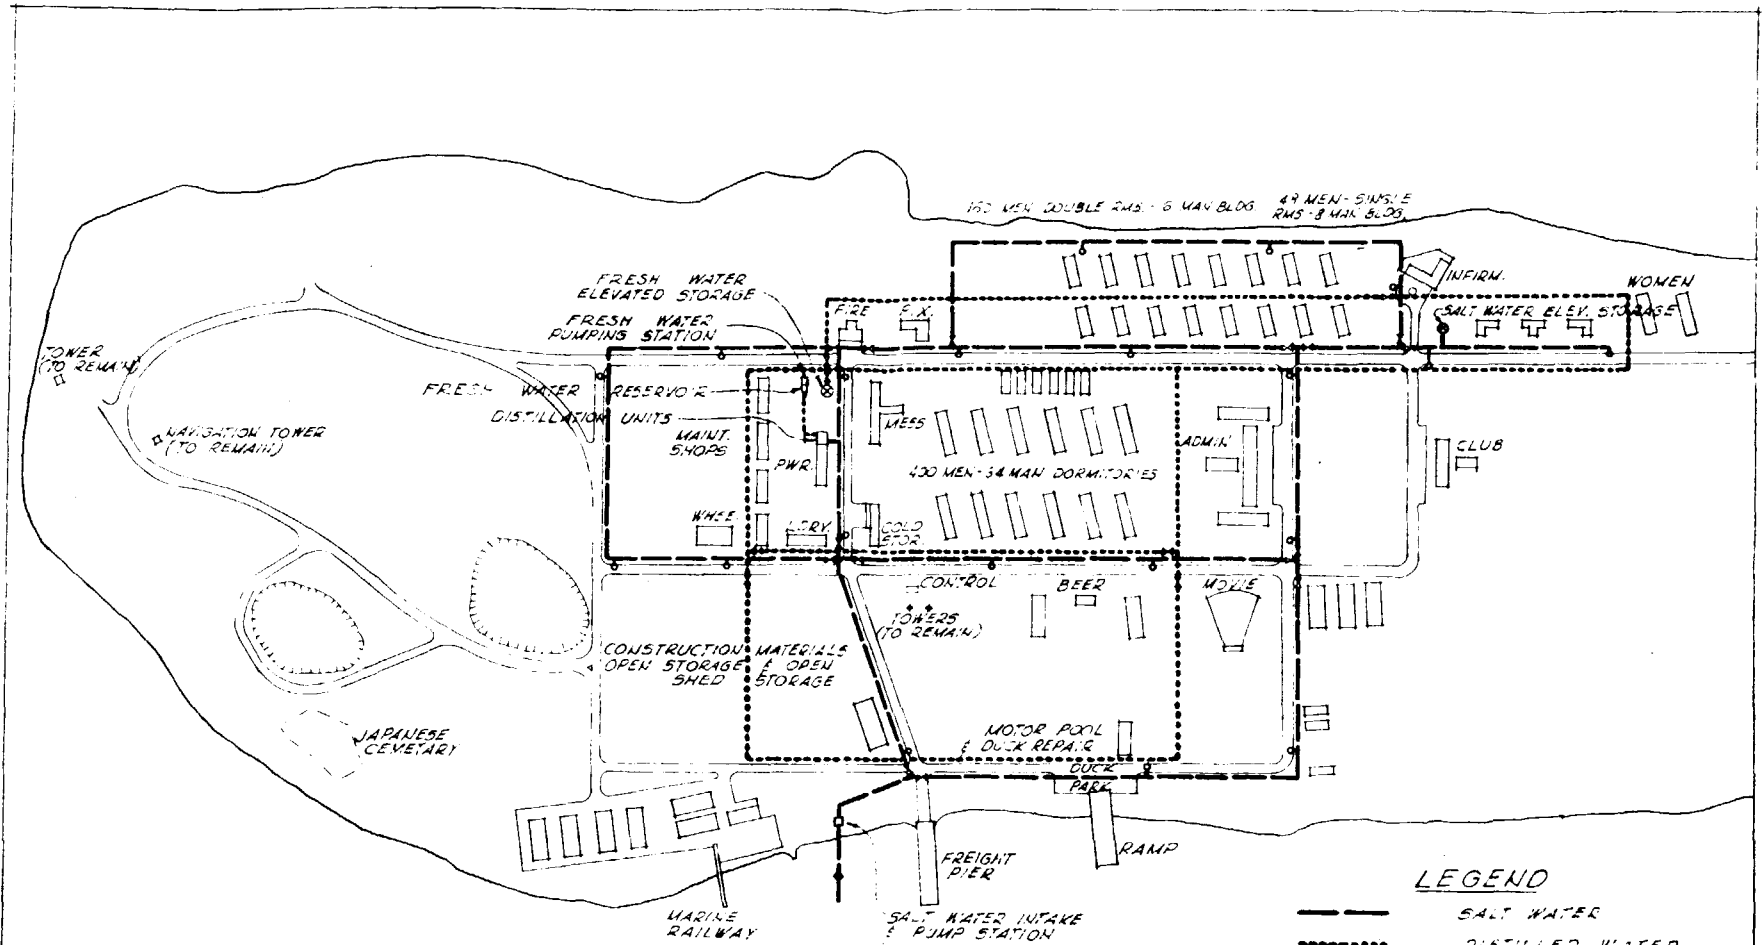 160 MEN DOUBLE RMS. - 6 MAN BLDG.
49 MEN - SINGLE
RMS - 8 MAN BLDG.
FRESH WATER
ELEVATED STORAGE
FRESH WATER
PUMPING STATION
FIRE
INFIRM.
WOMEN
SALT WATER ELEV. STORAGE
TOWER
(TO REMAIN)
FRESH WATER RESERVOIR
DISTILLATION UNITS
NAVIGATION TOWER
(TO REMAIN)
MAINT.
SHOPS
PWR.
MESS
ADMIN
CLUB
400 MEN - 34 MAN DORMITORIES
WHSE.
LDRY.
COLD
STOR.
CONTROL
BEER
MOVIE
TOWERS
(TO REMAIN)
CONSTRUCTION MATERIALS
OPEN STORAGE & OPEN
SHED STORAGE
JAPANESE
CEMETARY
MOTOR POOL
& DUCK REPAIR
DUCK
PARK
RAMP
FREIGHT
PIER
MARINE
RAILWAY
SALT WATER INTAKE
& PUMP STATION
LEGEND
SALT WATER
DISTILLED WATER